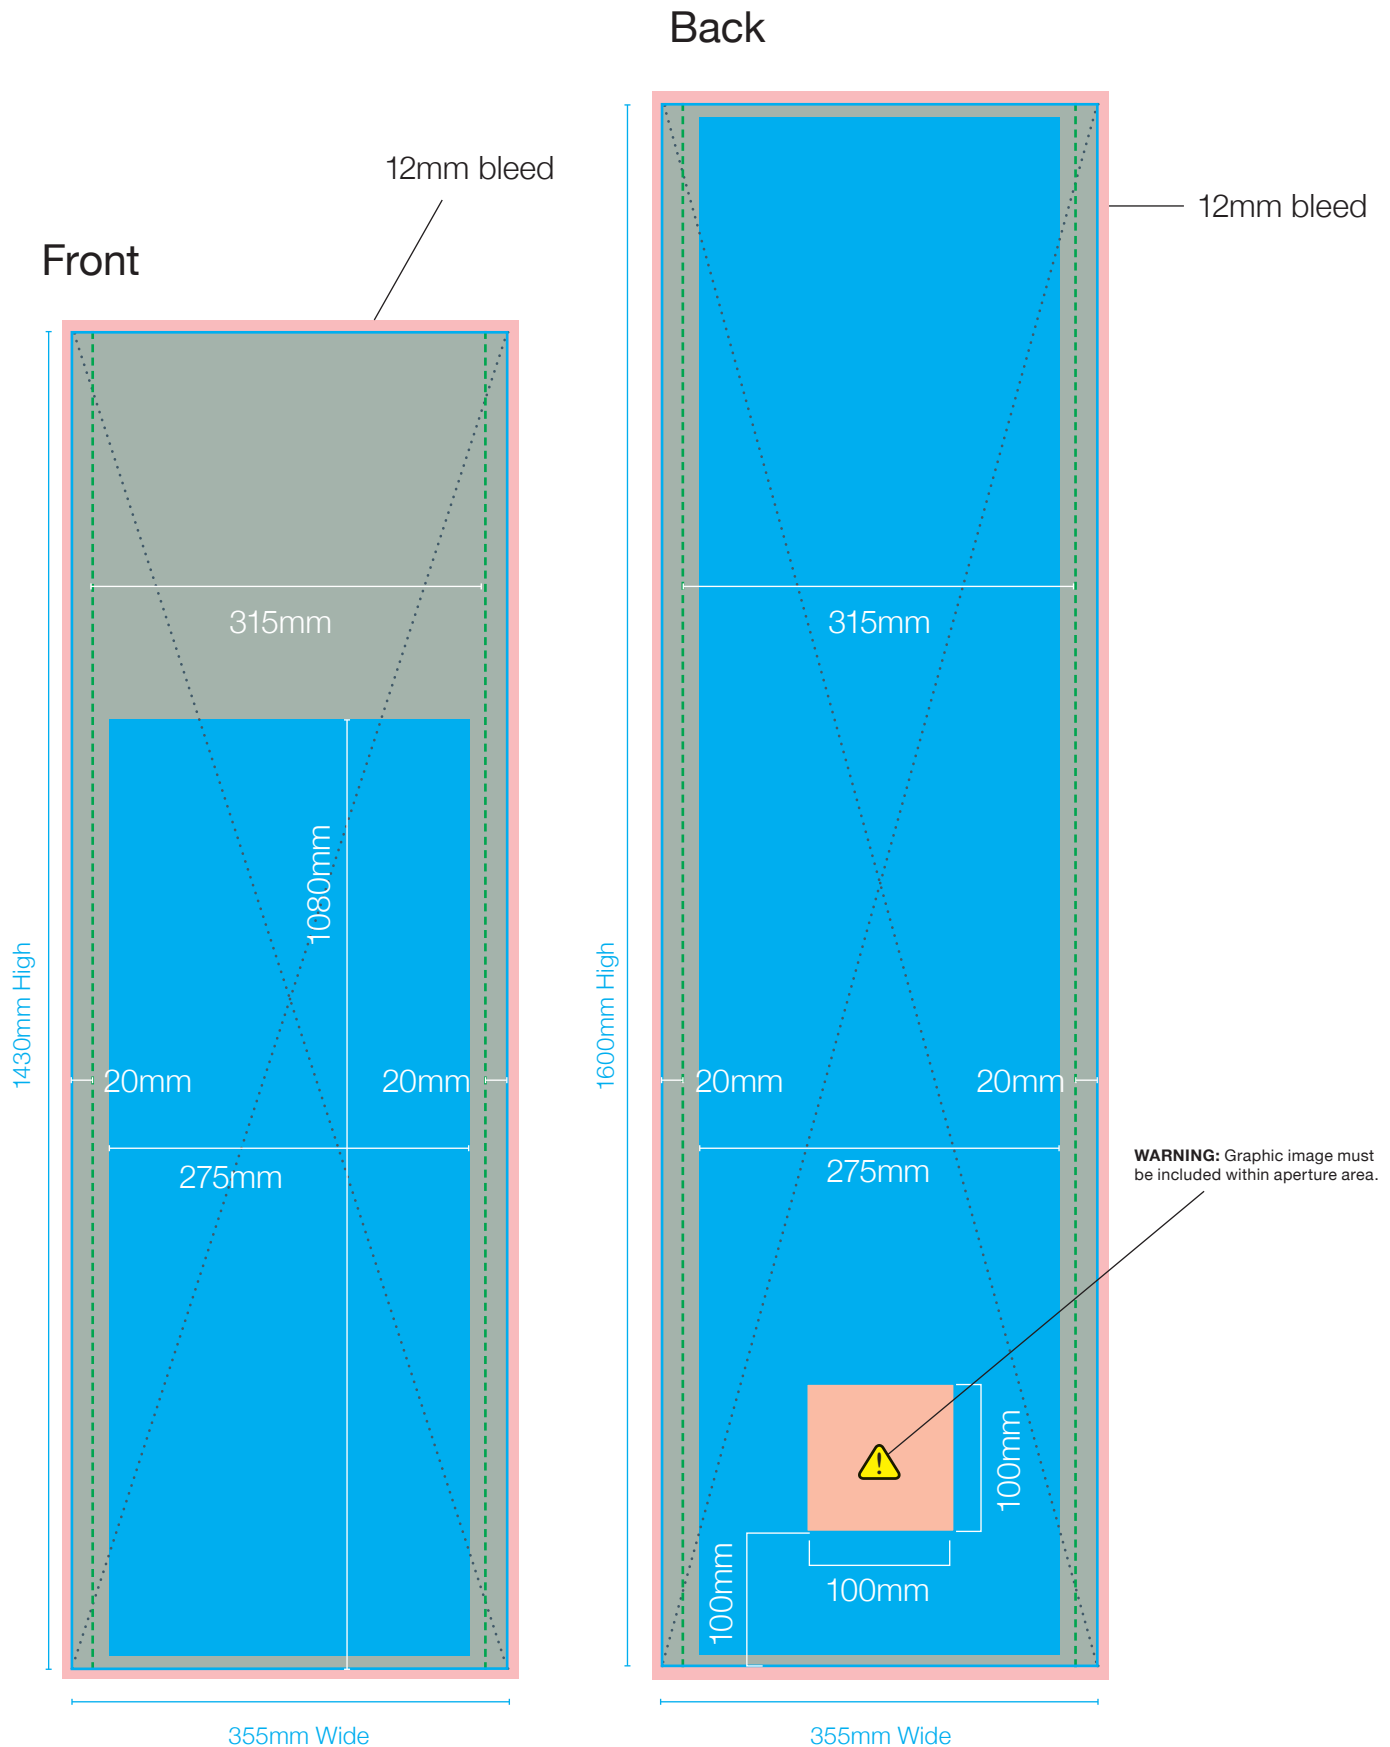 Back
12mm bleed
12mm bleed
Front
315mm
315mm
1080mm
1430mm High
1600mm High
20mm
20mm
20mm
20mm
275mm
275mm
WARNING: Graphic image must
be included within aperture area.
100mm
100mm
100mm
355mm Wide
355mm Wide